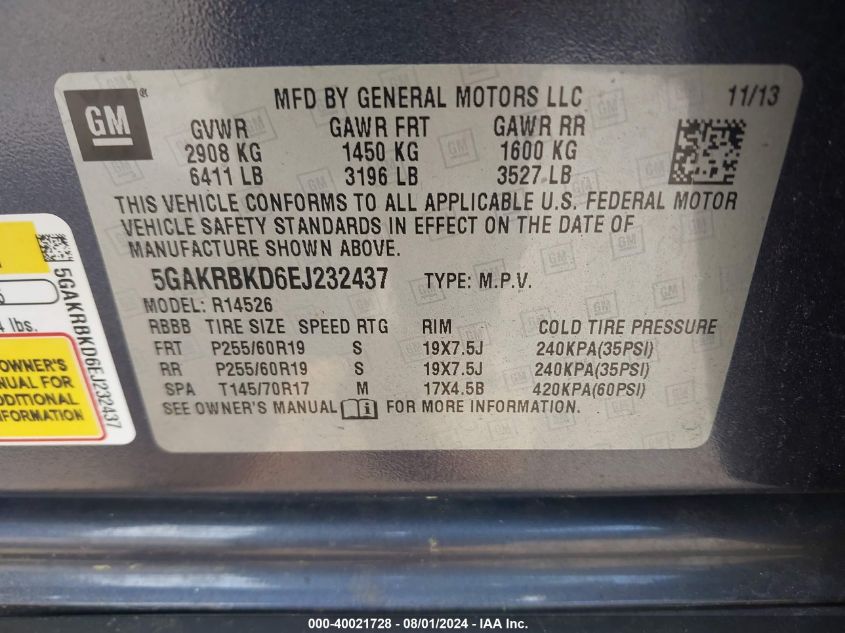 GM®
MFD BY GENERAL MOTORS LLC 11/13
GVWR GAWR FRT GAWR RR
2908 KG 1450 KG 1600 KG
6411 LB 3196 LB 3527 LB
THIS VEHICLE CONFORMS TO ALL APPLICABLE U.S. FEDERAL MOTOR
VEHICLE SAFETY STANDARDS IN EFFECT ON THE DATE OF
MANUFACTURE SHOWN ABOVE.
5GAKRBKD6EJ232437 TYPE: M.P.V.
MODEL: R14526
RBBB TIRE SIZE SPEED RTG RIM COLD TIRE PRESSURE
FRT P255/60R19 S 19X7.5J 240KPA(35PSI)
RR P255/60R19 S 19X7.5J 240KPA(35PSI)
SPA T145/70R17 M 17X4.5B 420KPA(60PSI)
SEE OWNER'S MANUAL FOR MORE INFORMATION.
5GAKRBKD6EJ232437
lbs.
OWNER'S
MANUAL FOR
ADDITIONAL
INFORMATION
000-40021728 - 08/01/2024 - IAA Inc.